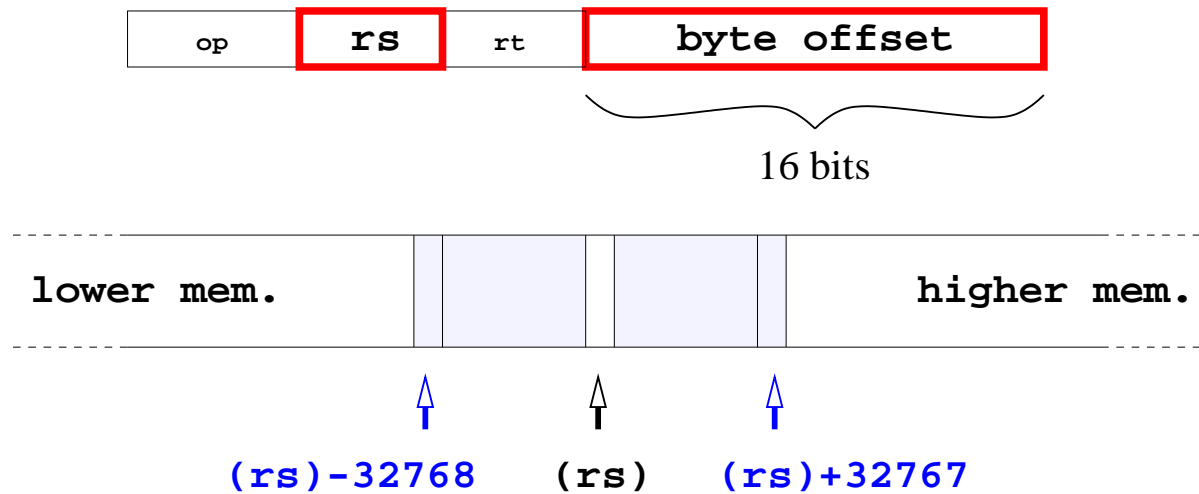 op rs rt byte offset
16 bits
lower mem. higher mem.
(rs)-32768 (rs) (rs)+32767